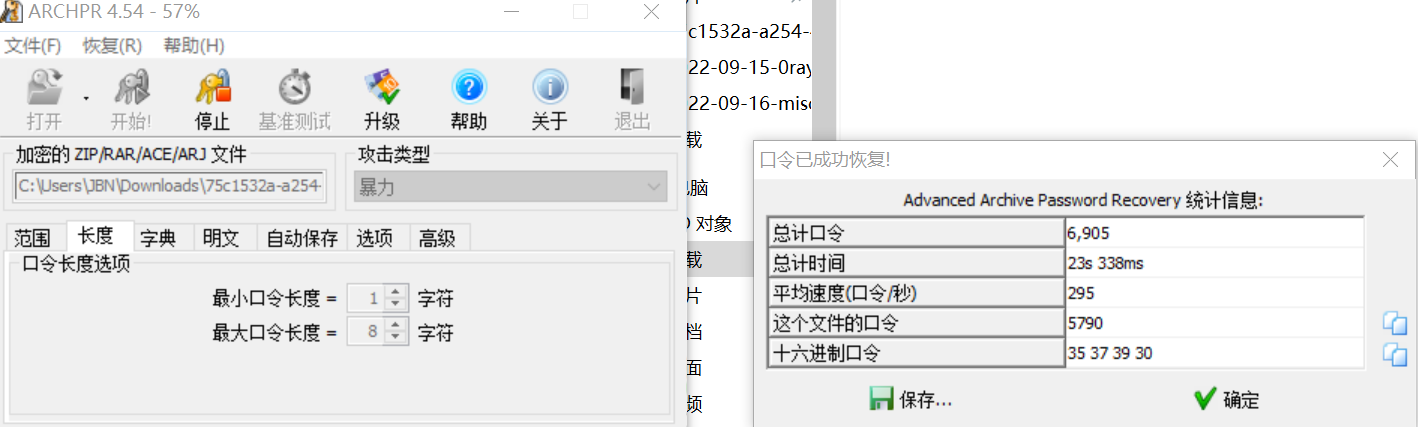 ARCHPR 4.54 - 57%
文件(F) 恢复(R) 帮助(H)
打开 开始! 停止 基准测试 升级 帮助 关于 退出
加密的 ZIP/RAR/ACE/ARJ 文件
C:\Users\JBN\Downloads\75c1532a-a254-
攻击类型
暴力
范围 长度 字典 明文 自动保存 选项 高级
口令长度选项
最小口令长度 = 1 字符
最大口令长度 = 8 字符
c1532a-a254-
22-09-15-0ray
22-09-16-misc
载
电脑
D 对象
载
片
档
面
频
口令已成功恢复!
Advanced Archive Password Recovery 统计信息:
总计口令 6,905
总计时间 23s 338ms
平均速度(口令/秒) 295
这个文件的口令 5790
十六进制口令 35 37 39 30
保存... 确定